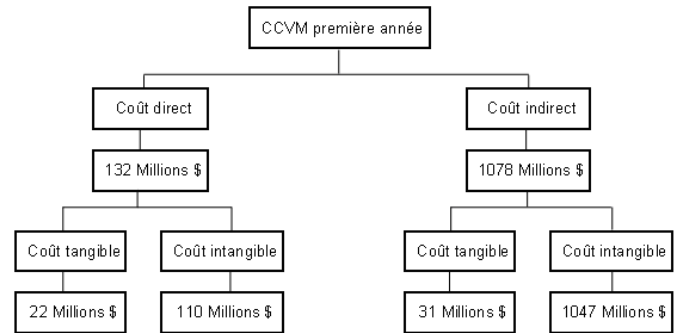 CCVM première année
Coût direct
Coût indirect
132 Millions $
1078 Millions $
Coût tangible
Coût intangible
Coût tangible
Coût intangible
22 Millions $
110 Millions $
31 Millions $
1047 Millions $